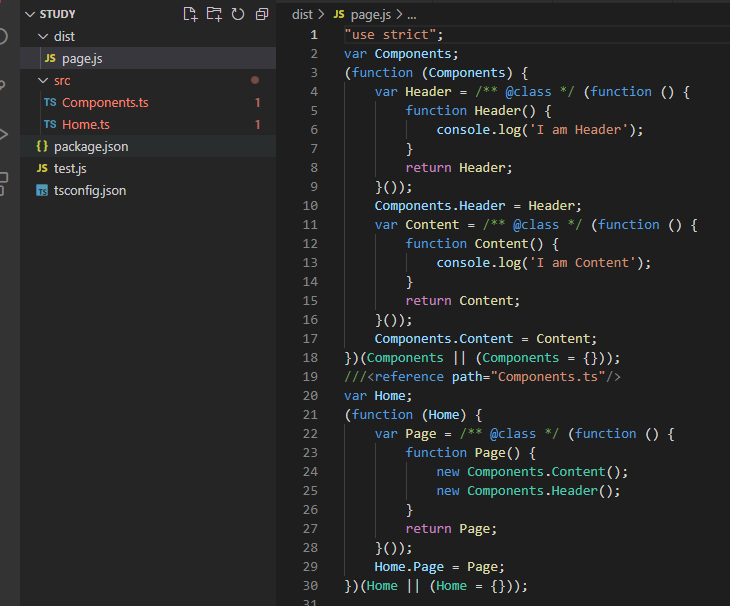 STUDY
dist
JS page.js
src
TS Components.ts 1
TS Home.ts 1
{} package.json
JS test.js
TS tsconfig.json
dist > JS page.js > ...
1 "use strict";
2 var Components;
3 (function (Components) {
4     var Header = /** @class */ (function () {
5         function Header() {
6             console.log('I am Header');
7         }
8         return Header;
9     }());
10     Components.Header = Header;
11     var Content = /** @class */ (function () {
12         function Content() {
13             console.log('I am Content');
14         }
15         return Content;
16     }());
17     Components.Content = Content;
18 })(Components || (Components = {}));
19 ///<reference path="Components.ts"/>
20 var Home;
21 (function (Home) {
22     var Page = /** @class */ (function () {
23         function Page() {
24             new Components.Content();
25             new Components.Header();
26         }
27         return Page;
28     }());
29     Home.Page = Page;
30 })(Home || (Home = {}));
31